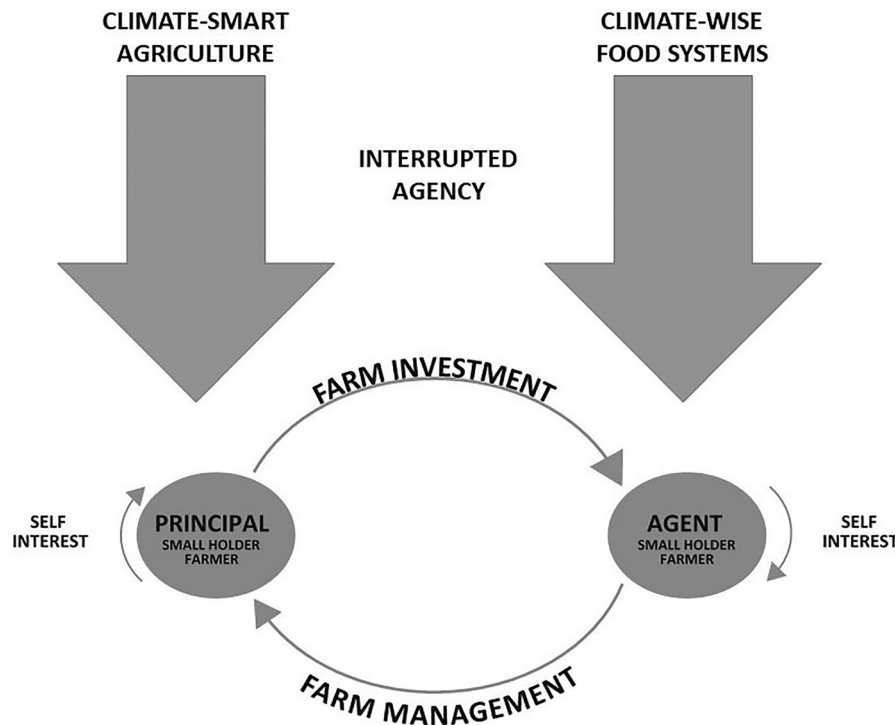 CLIMATE-SMART
AGRICULTURE
CLIMATE-WISE
FOOD SYSTEMS
INTERRUPTED
AGENCY
FARM INVESTMENT
SELF
INTEREST
PRINCIPAL
SMALL HOLDER
FARMER
AGENT
SMALL HOLDER
FARMER
SELF
INTEREST
FARM MANAGEMENT